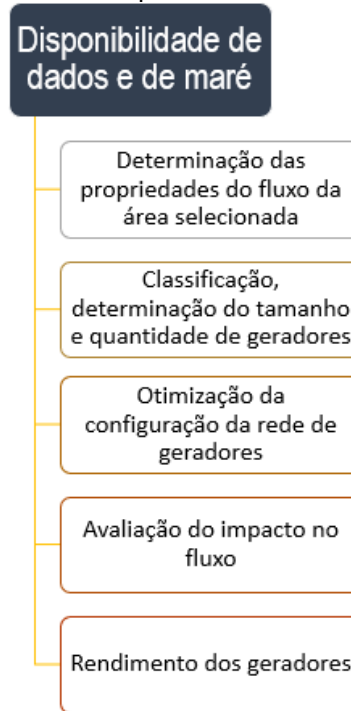 Disponibilidade de
dados e de maré
Determinação das
propriedades do fluxo da
área selecionada
Classificação,
determinação do tamanho
e quantidade de geradores
Otimização da
configuração da rede de
geradores
Avaliação do impacto no
fluxo
Rendimento dos geradores